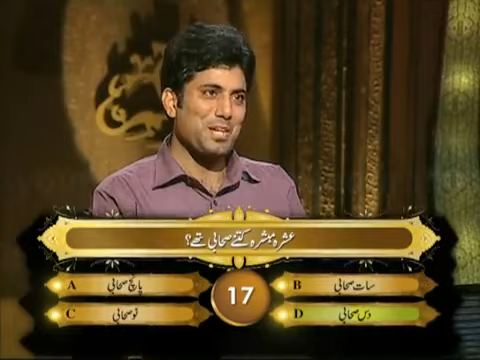 عشرہ مبشرہ کتنے صحابی تھے؟
A پانچ صحابی
B سات صحابی
17
C نو صحابی
D دس صحابی